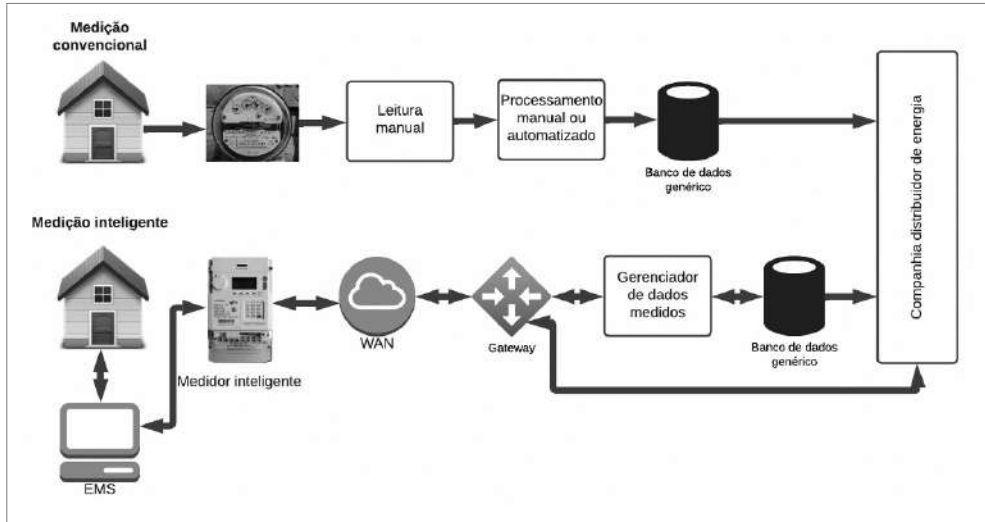 Medição
convencional
Leitura
manual
Processamento
manual ou
automatizado
Banco de dados
genérico
Companhia distribuidor de energia
Medição inteligente
Medidor inteligente
WAN
Gateway
Gerenciador
de dados
medidos
Banco de dados
genérico
EMS